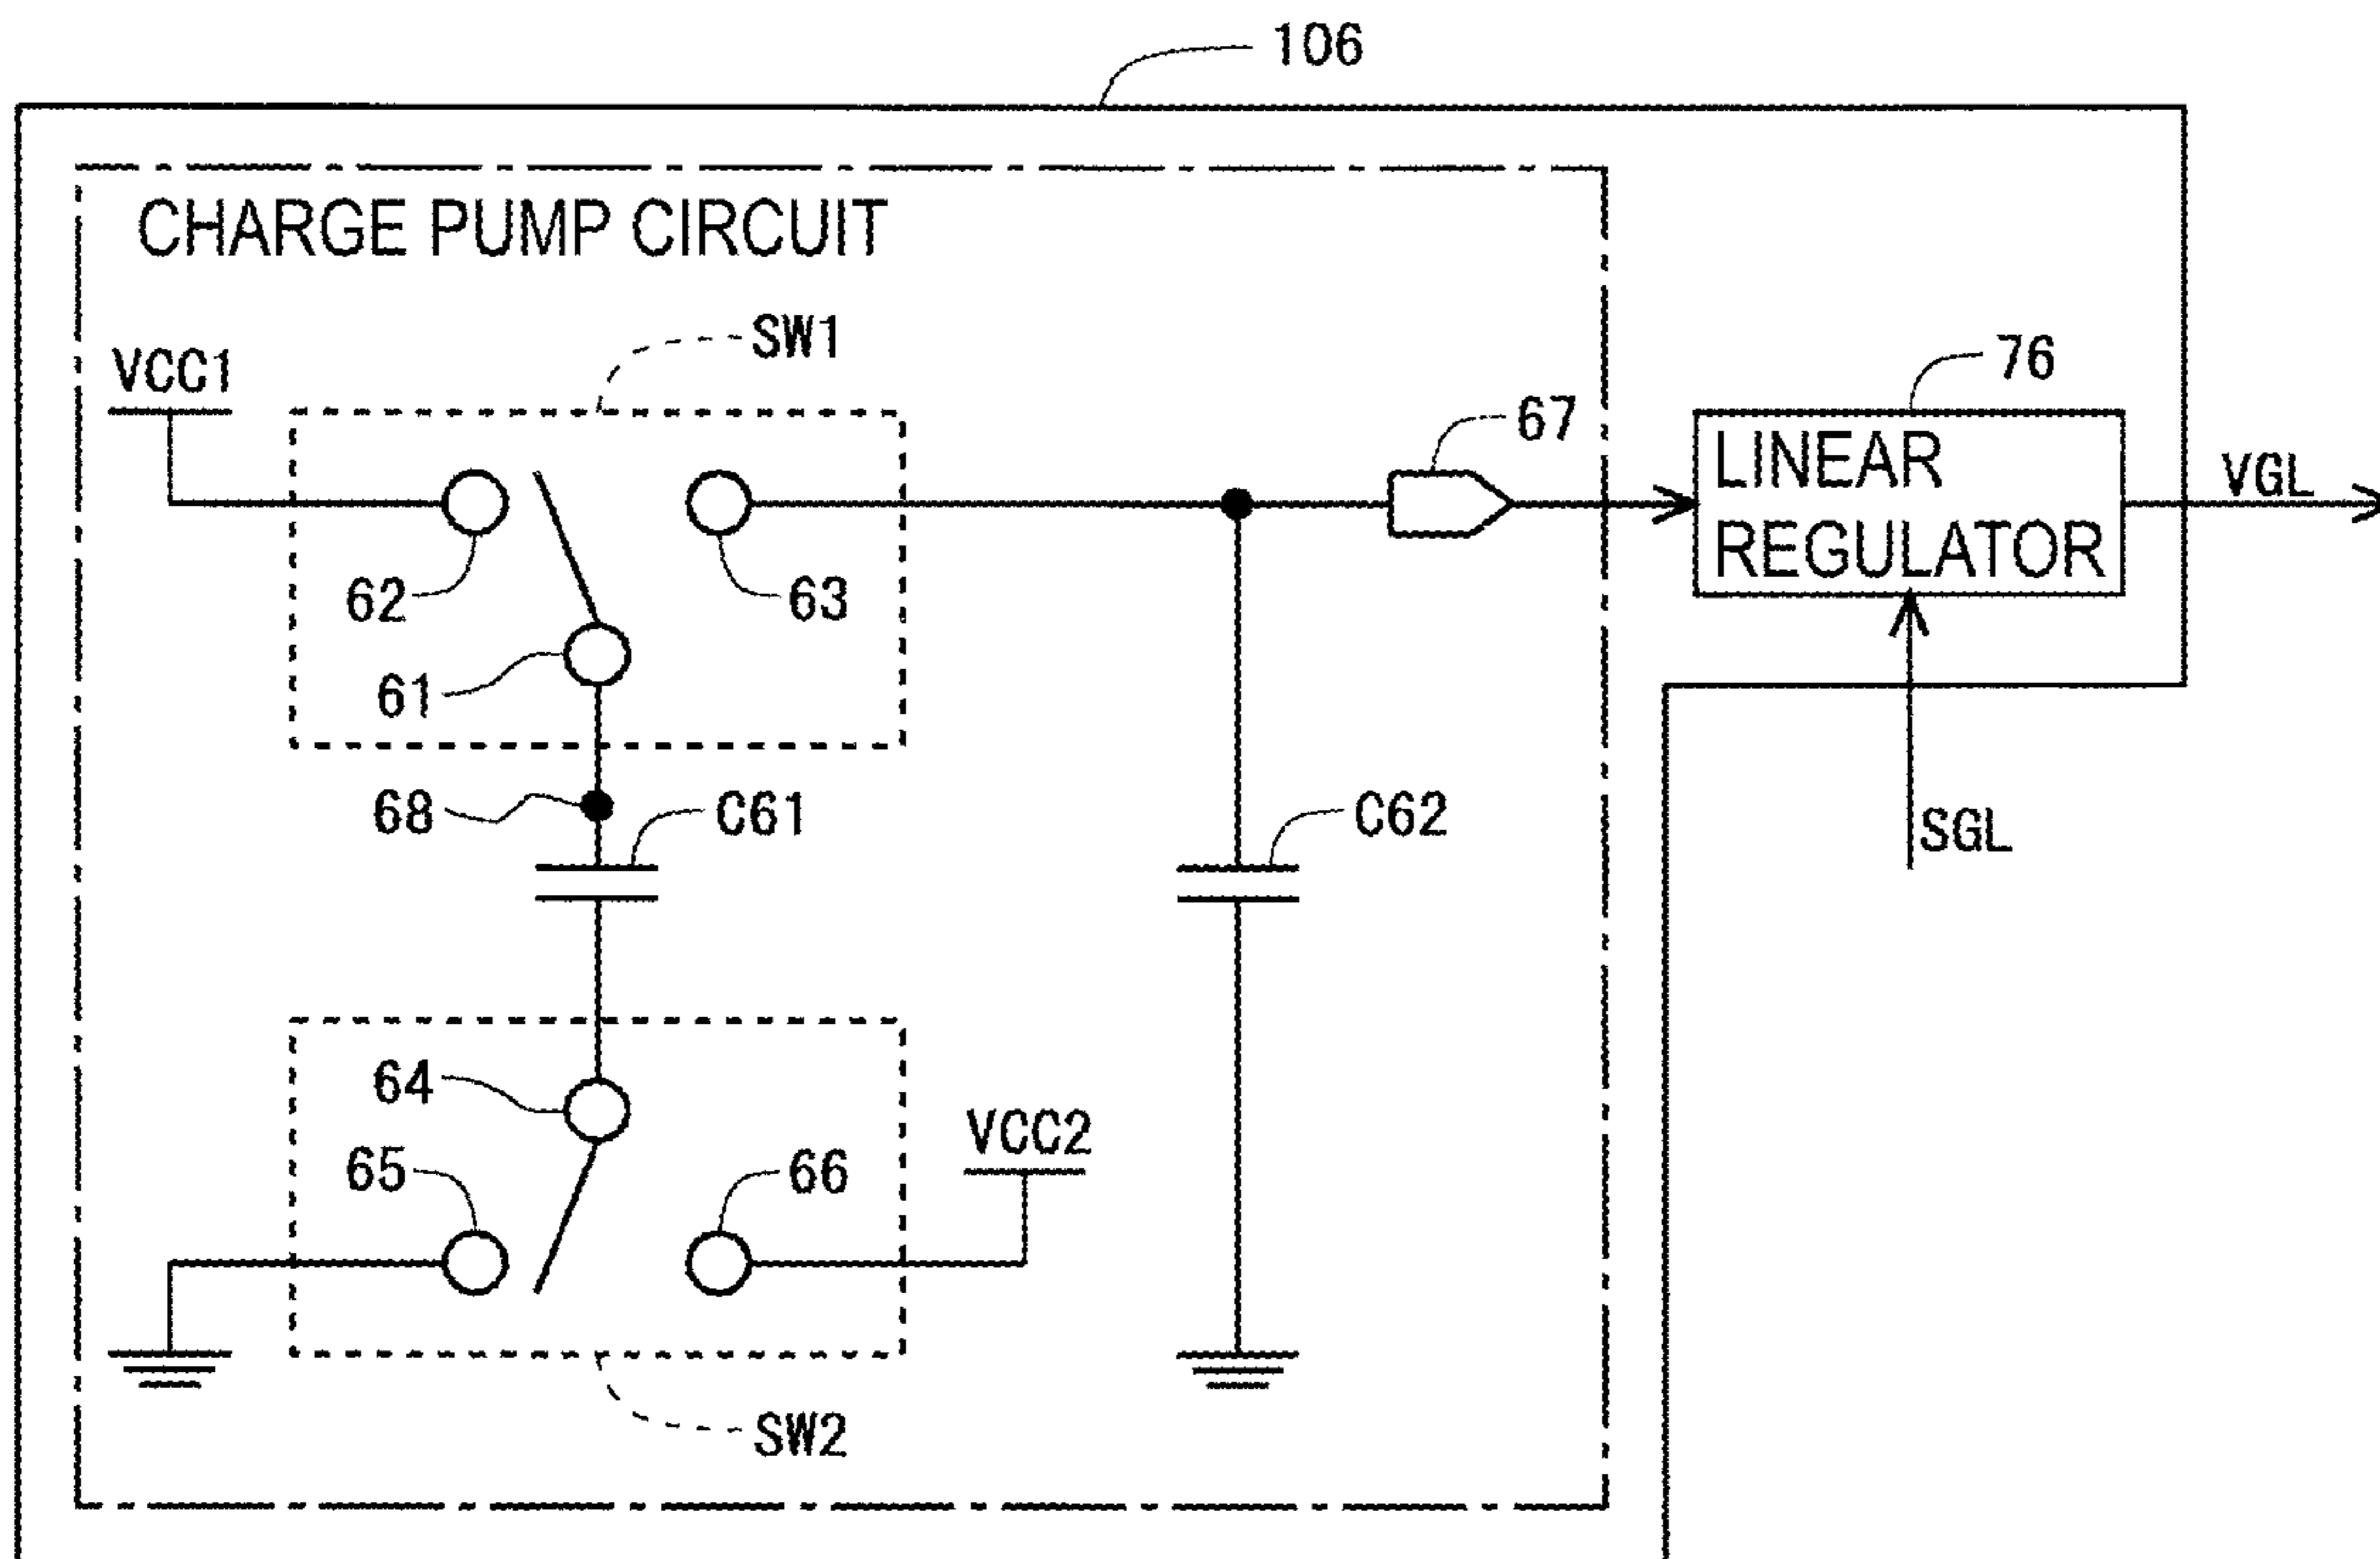 106
CHARGE PUMP CIRCUIT
SW1
VCC1
76
67
LINEAR
REGULATOR
VGL
62
63
61
68
C61
C62
SGL
64
VCC2
65
66
SW2